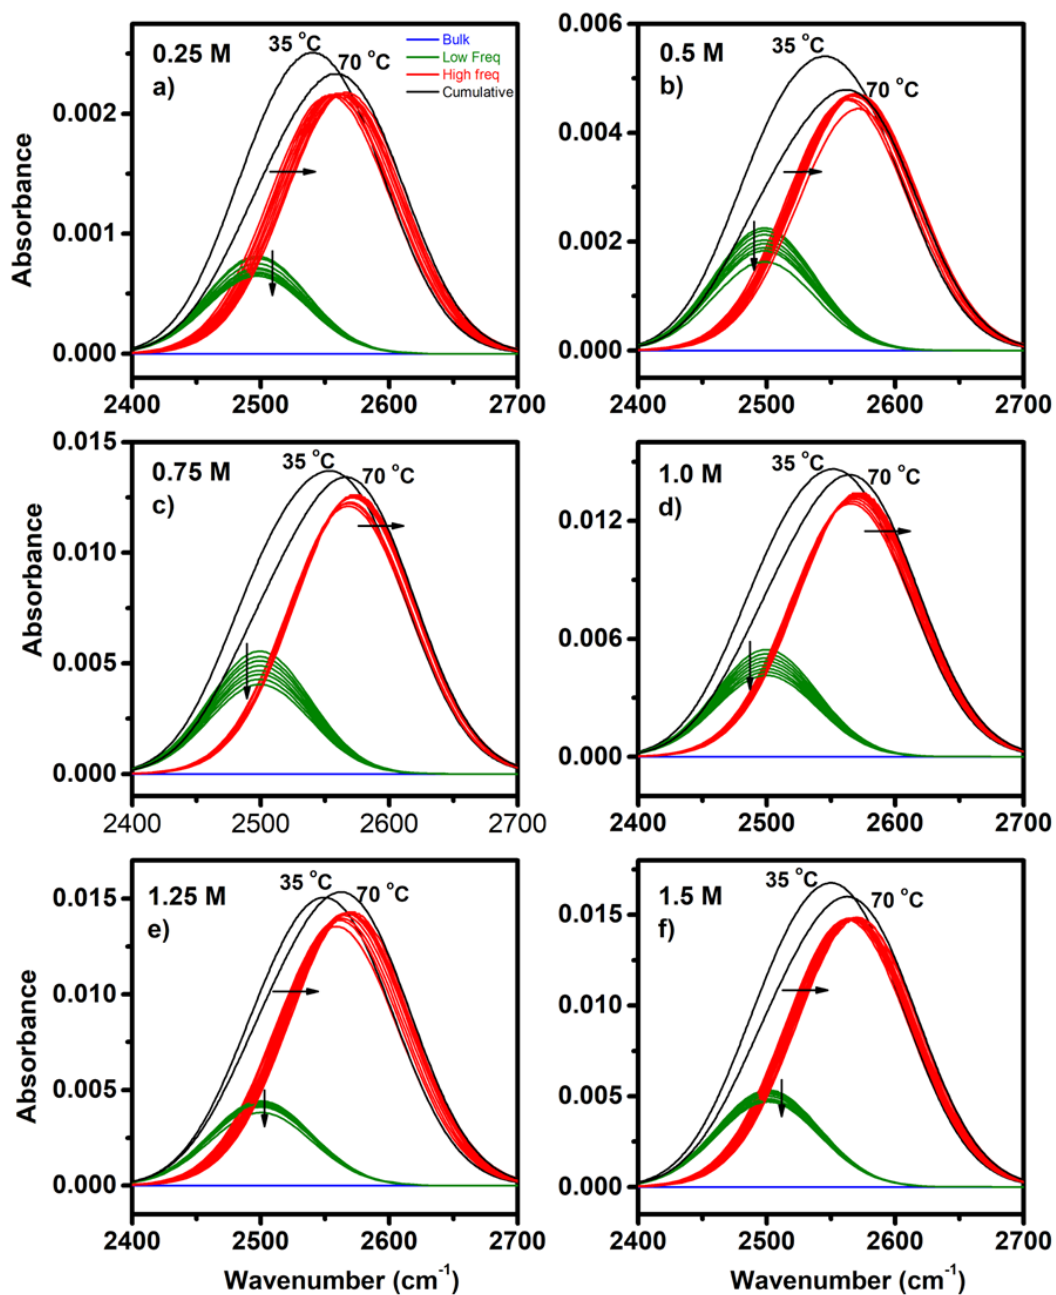 0.25 M
a)
35 °C
70 °C
Bulk
Low Freq
High freq
Cumulative
0.002
0.001
0.000
2400 2500 2600 2700
Absorbance
0.5 M
b)
35 °C
70 °C
0.006
0.004
0.002
0.000
2400 2500 2600 2700
0.75 M
c)
35 °C
70 °C
0.015
0.010
0.005
0.000
2400 2500 2600 2700
Absorbance
1.0 M
d)
35 °C
70 °C
0.012
0.006
0.000
2400 2500 2600 2700
1.25 M
e)
35 °C
70 °C
0.015
0.010
0.005
0.000
2400 2500 2600 2700
Absorbance
Wavenumber (cm⁻¹)
1.5 M
f)
35 °C
70 °C
0.015
0.010
0.005
0.000
2400 2500 2600 2700
Wavenumber (cm⁻¹)